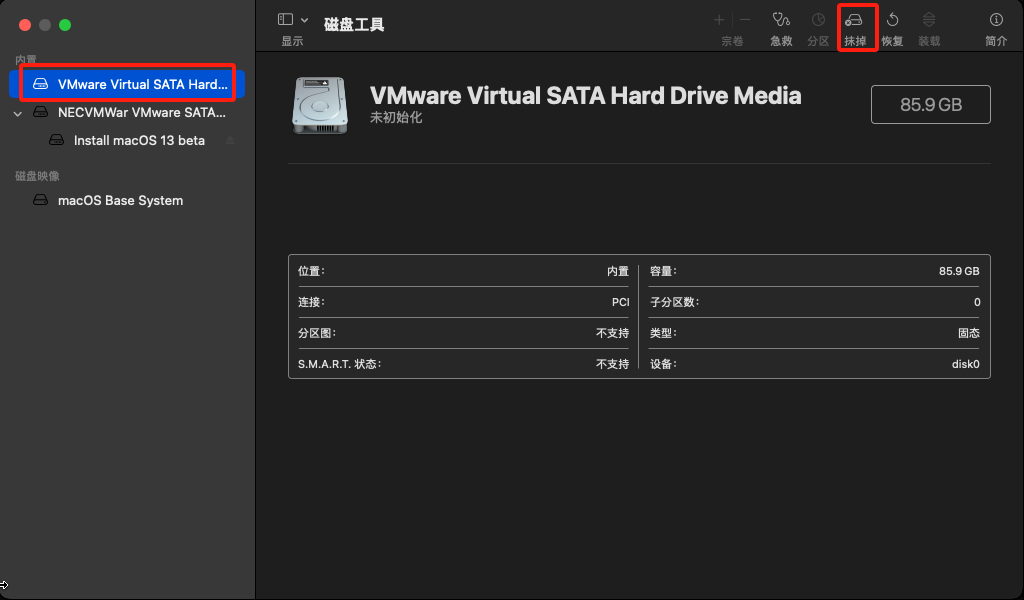 显示
磁盘工具
宗卷
急救
分区
抹掉
恢复
装载
简介
内置
VMware Virtual SATA Hard...
NECVMWar VMware SATA...
Install macOS 13 beta
磁盘映像
macOS Base System
VMware Virtual SATA Hard Drive Media
未初始化
85.9 GB
位置：
内置
容量：
85.9 GB
连接：
PCI
子分区数：
0
分区图：
不支持
类型：
固态
S.M.A.R.T. 状态：
不支持
设备：
disk0